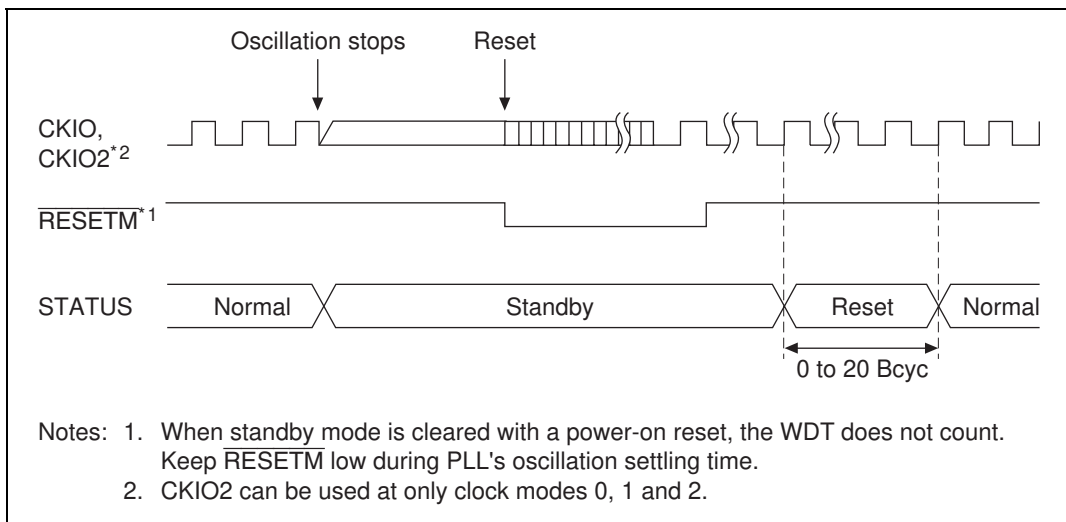 Oscillation stops Reset
CKIO,
CKIO2*2
RESETM*1
STATUS Normal Standby Reset Normal
0 to 20 Bcyc
Notes: 1. When standby mode is cleared with a power-on reset, the WDT does not count.
Keep RESETM low during PLL's oscillation settling time.
2. CKIO2 can be used at only clock modes 0, 1 and 2.